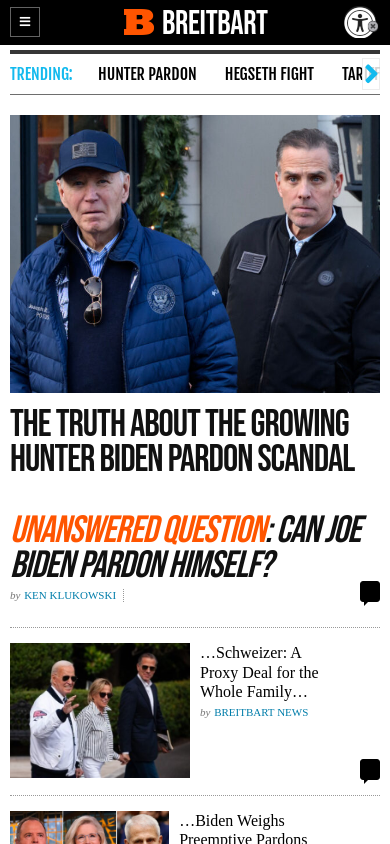 BREITBART
TRENDING: HUNTER PARDON HEGSETH FIGHT TAR
THE TRUTH ABOUT THE GROWING
HUNTER BIDEN PARDON SCANDAL
UNANSWERED QUESTION: CAN JOE
BIDEN PARDON HIMSELF?
by KEN KLUKOWSKI
…Schweizer: A
Proxy Deal for the
Whole Family…
by BREITBART NEWS
…Biden Weighs
Preemptive Pardons